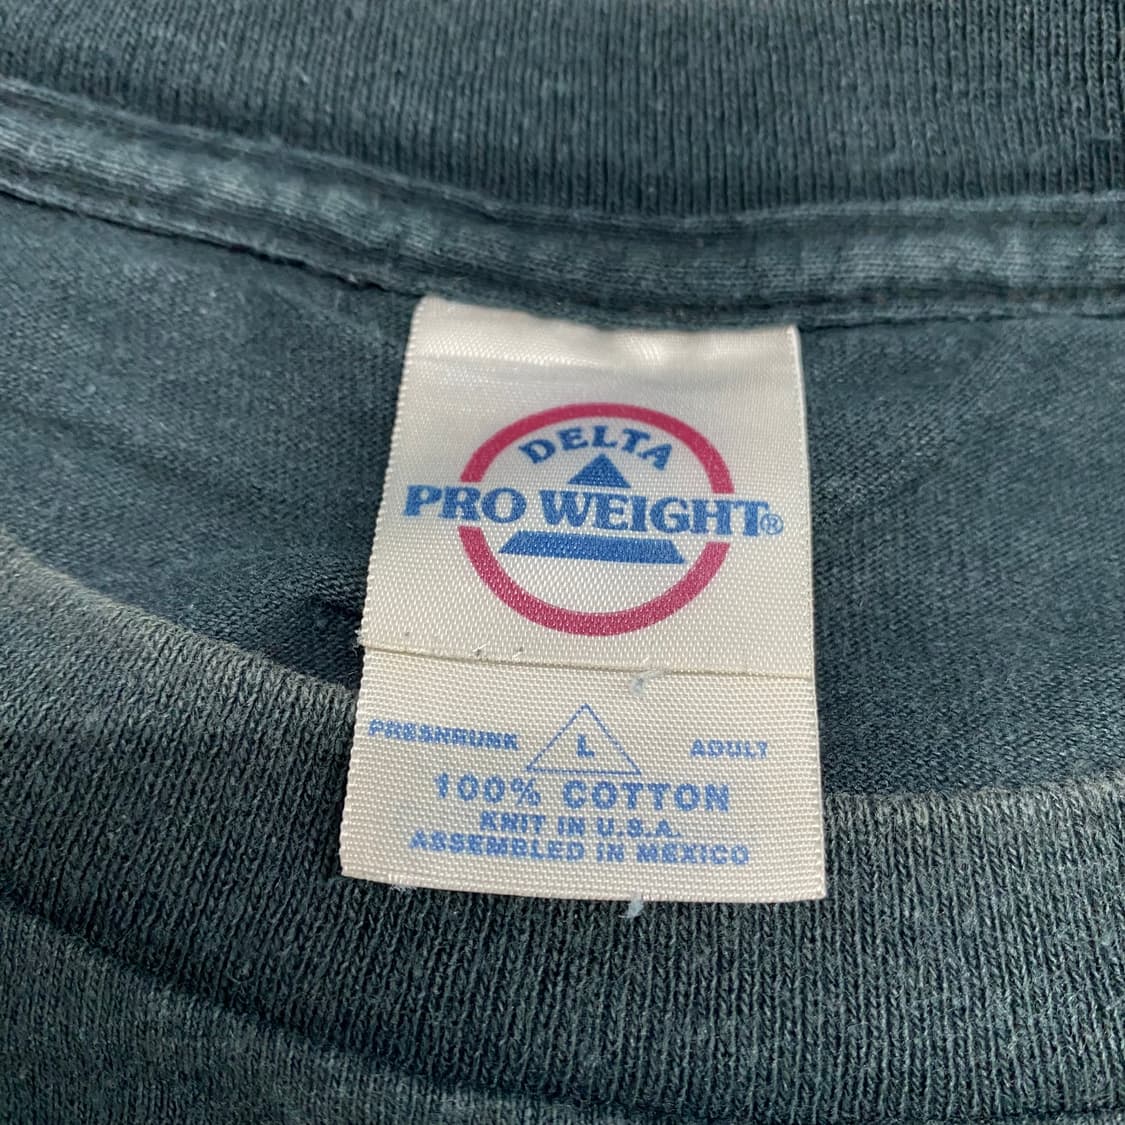 DELTA
PRO WEIGHT®
PRESHRUNK L ADULT
100% COTTON
KNIT IN U.S.A.
ASSEMBLED IN MEXICO